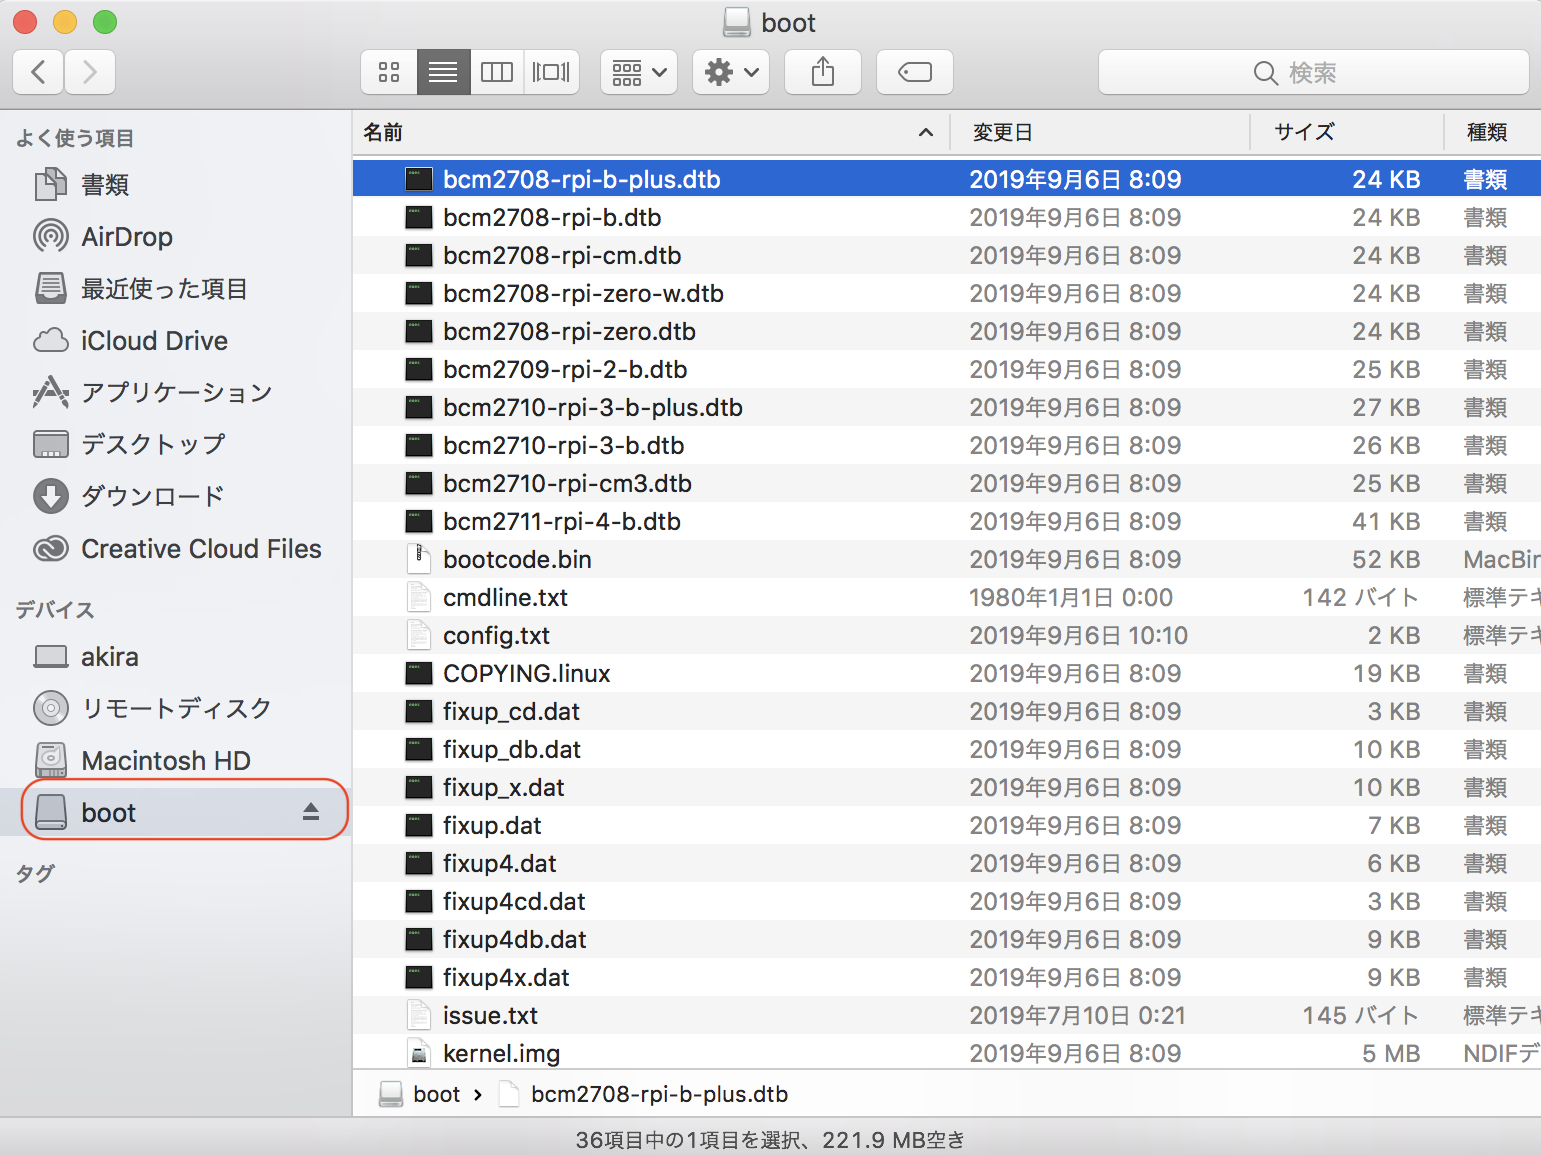 boot
検索
よく使う項目
書類
AirDrop
最近使った項目
iCloud Drive
アプリケーション
デスクトップ
ダウンロード
Creative Cloud Files
デバイス
akira
リモートディスク
Macintosh HD
boot
タグ
名前 変更日 サイズ 種類
bcm2708-rpi-b-plus.dtb 2019年9月6日 8:09 24 KB 書類
bcm2708-rpi-b.dtb 2019年9月6日 8:09 24 KB 書類
bcm2708-rpi-cm.dtb 2019年9月6日 8:09 24 KB 書類
bcm2708-rpi-zero-w.dtb 2019年9月6日 8:09 24 KB 書類
bcm2708-rpi-zero.dtb 2019年9月6日 8:09 24 KB 書類
bcm2709-rpi-2-b.dtb 2019年9月6日 8:09 25 KB 書類
bcm2710-rpi-3-b-plus.dtb 2019年9月6日 8:09 27 KB 書類
bcm2710-rpi-3-b.dtb 2019年9月6日 8:09 26 KB 書類
bcm2710-rpi-cm3.dtb 2019年9月6日 8:09 25 KB 書類
bcm2711-rpi-4-b.dtb 2019年9月6日 8:09 41 KB 書類
bootcode.bin 2019年9月6日 8:09 52 KB MacBin
cmdline.txt 1980年1月1日 0:00 142 バイト 標準テキ
config.txt 2019年9月6日 10:10 2 KB 標準テキ
COPYING.linux 2019年9月6日 8:09 19 KB 書類
fixup_cd.dat 2019年9月6日 8:09 3 KB 書類
fixup_db.dat 2019年9月6日 8:09 10 KB 書類
fixup_x.dat 2019年9月6日 8:09 10 KB 書類
fixup.dat 2019年9月6日 8:09 7 KB 書類
fixup4.dat 2019年9月6日 8:09 6 KB 書類
fixup4cd.dat 2019年9月6日 8:09 3 KB 書類
fixup4db.dat 2019年9月6日 8:09 9 KB 書類
fixup4x.dat 2019年9月6日 8:09 9 KB 書類
issue.txt 2019年7月10日 0:21 145 バイト 標準テキ
kernel.img 2019年9月6日 8:09 5 MB NDIFデ
boot › bcm2708-rpi-b-plus.dtb
36項目中の1項目を選択、221.9 MB空き